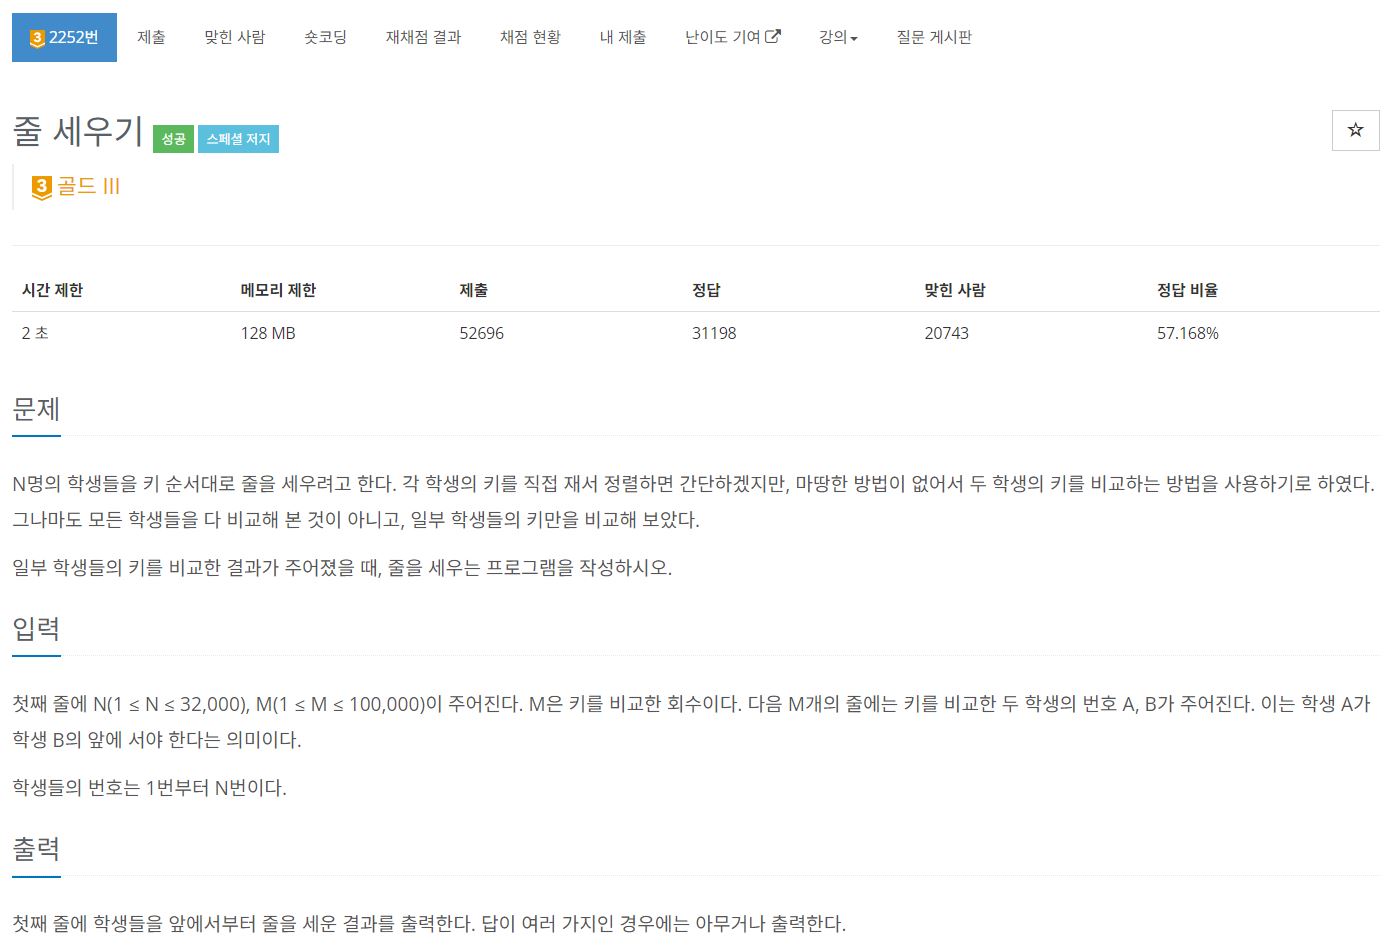 3 2252번 제출 맞힌 사람 숏코딩 재채점 결과 채점 현황 내 제출 난이도 기여 강의 질문 게시판
줄 세우기 성공 스페셜 저지
3 골드 III
시간 제한 메모리 제한 제출 정답 맞힌 사람 정답 비율
2 초 128 MB 52696 31198 20743 57.168%
문제
N명의 학생들을 키 순서대로 줄을 세우려고 한다. 각 학생의 키를 직접 재서 정렬하면 간단하겠지만, 마땅한 방법이 없어서 두 학생의 키를 비교하는 방법을 사용하기로 하였다.
그나마도 모든 학생들을 다 비교해 본 것이 아니고, 일부 학생들의 키만을 비교해 보았다.
일부 학생들의 키를 비교한 결과가 주어졌을 때, 줄을 세우는 프로그램을 작성하시오.
입력
첫째 줄에 N(1 ≤ N ≤ 32,000), M(1 ≤ M ≤ 100,000)이 주어진다. M은 키를 비교한 회수이다. 다음 M개의 줄에는 키를 비교한 두 학생의 번호 A, B가 주어진다. 이는 학생 A가
학생 B의 앞에 서야 한다는 의미이다.
학생들의 번호는 1번부터 N번이다.
출력
첫째 줄에 학생들을 앞에서부터 줄을 세운 결과를 출력한다. 답이 여러 가지인 경우에는 아무거나 출력한다.